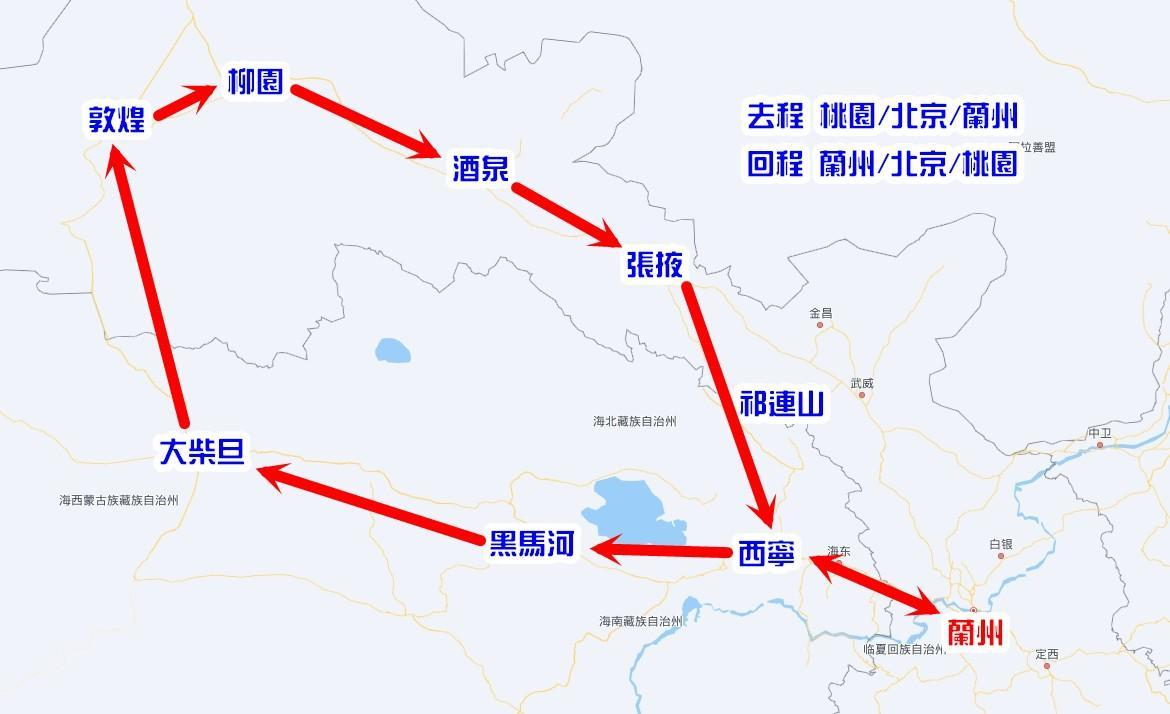 柳園
敦煌
去程 桃園/北京/蘭州
回程 蘭州/北京/桃園
拉善盟
酒泉
張掖
金昌
武威
祁連山
海北藏族自治州
中卫
大柴旦
海西蒙古族藏族自治州
黑馬河
西寧
海东
白银
海南藏族自治州
蘭州
临夏回族自治州
定西